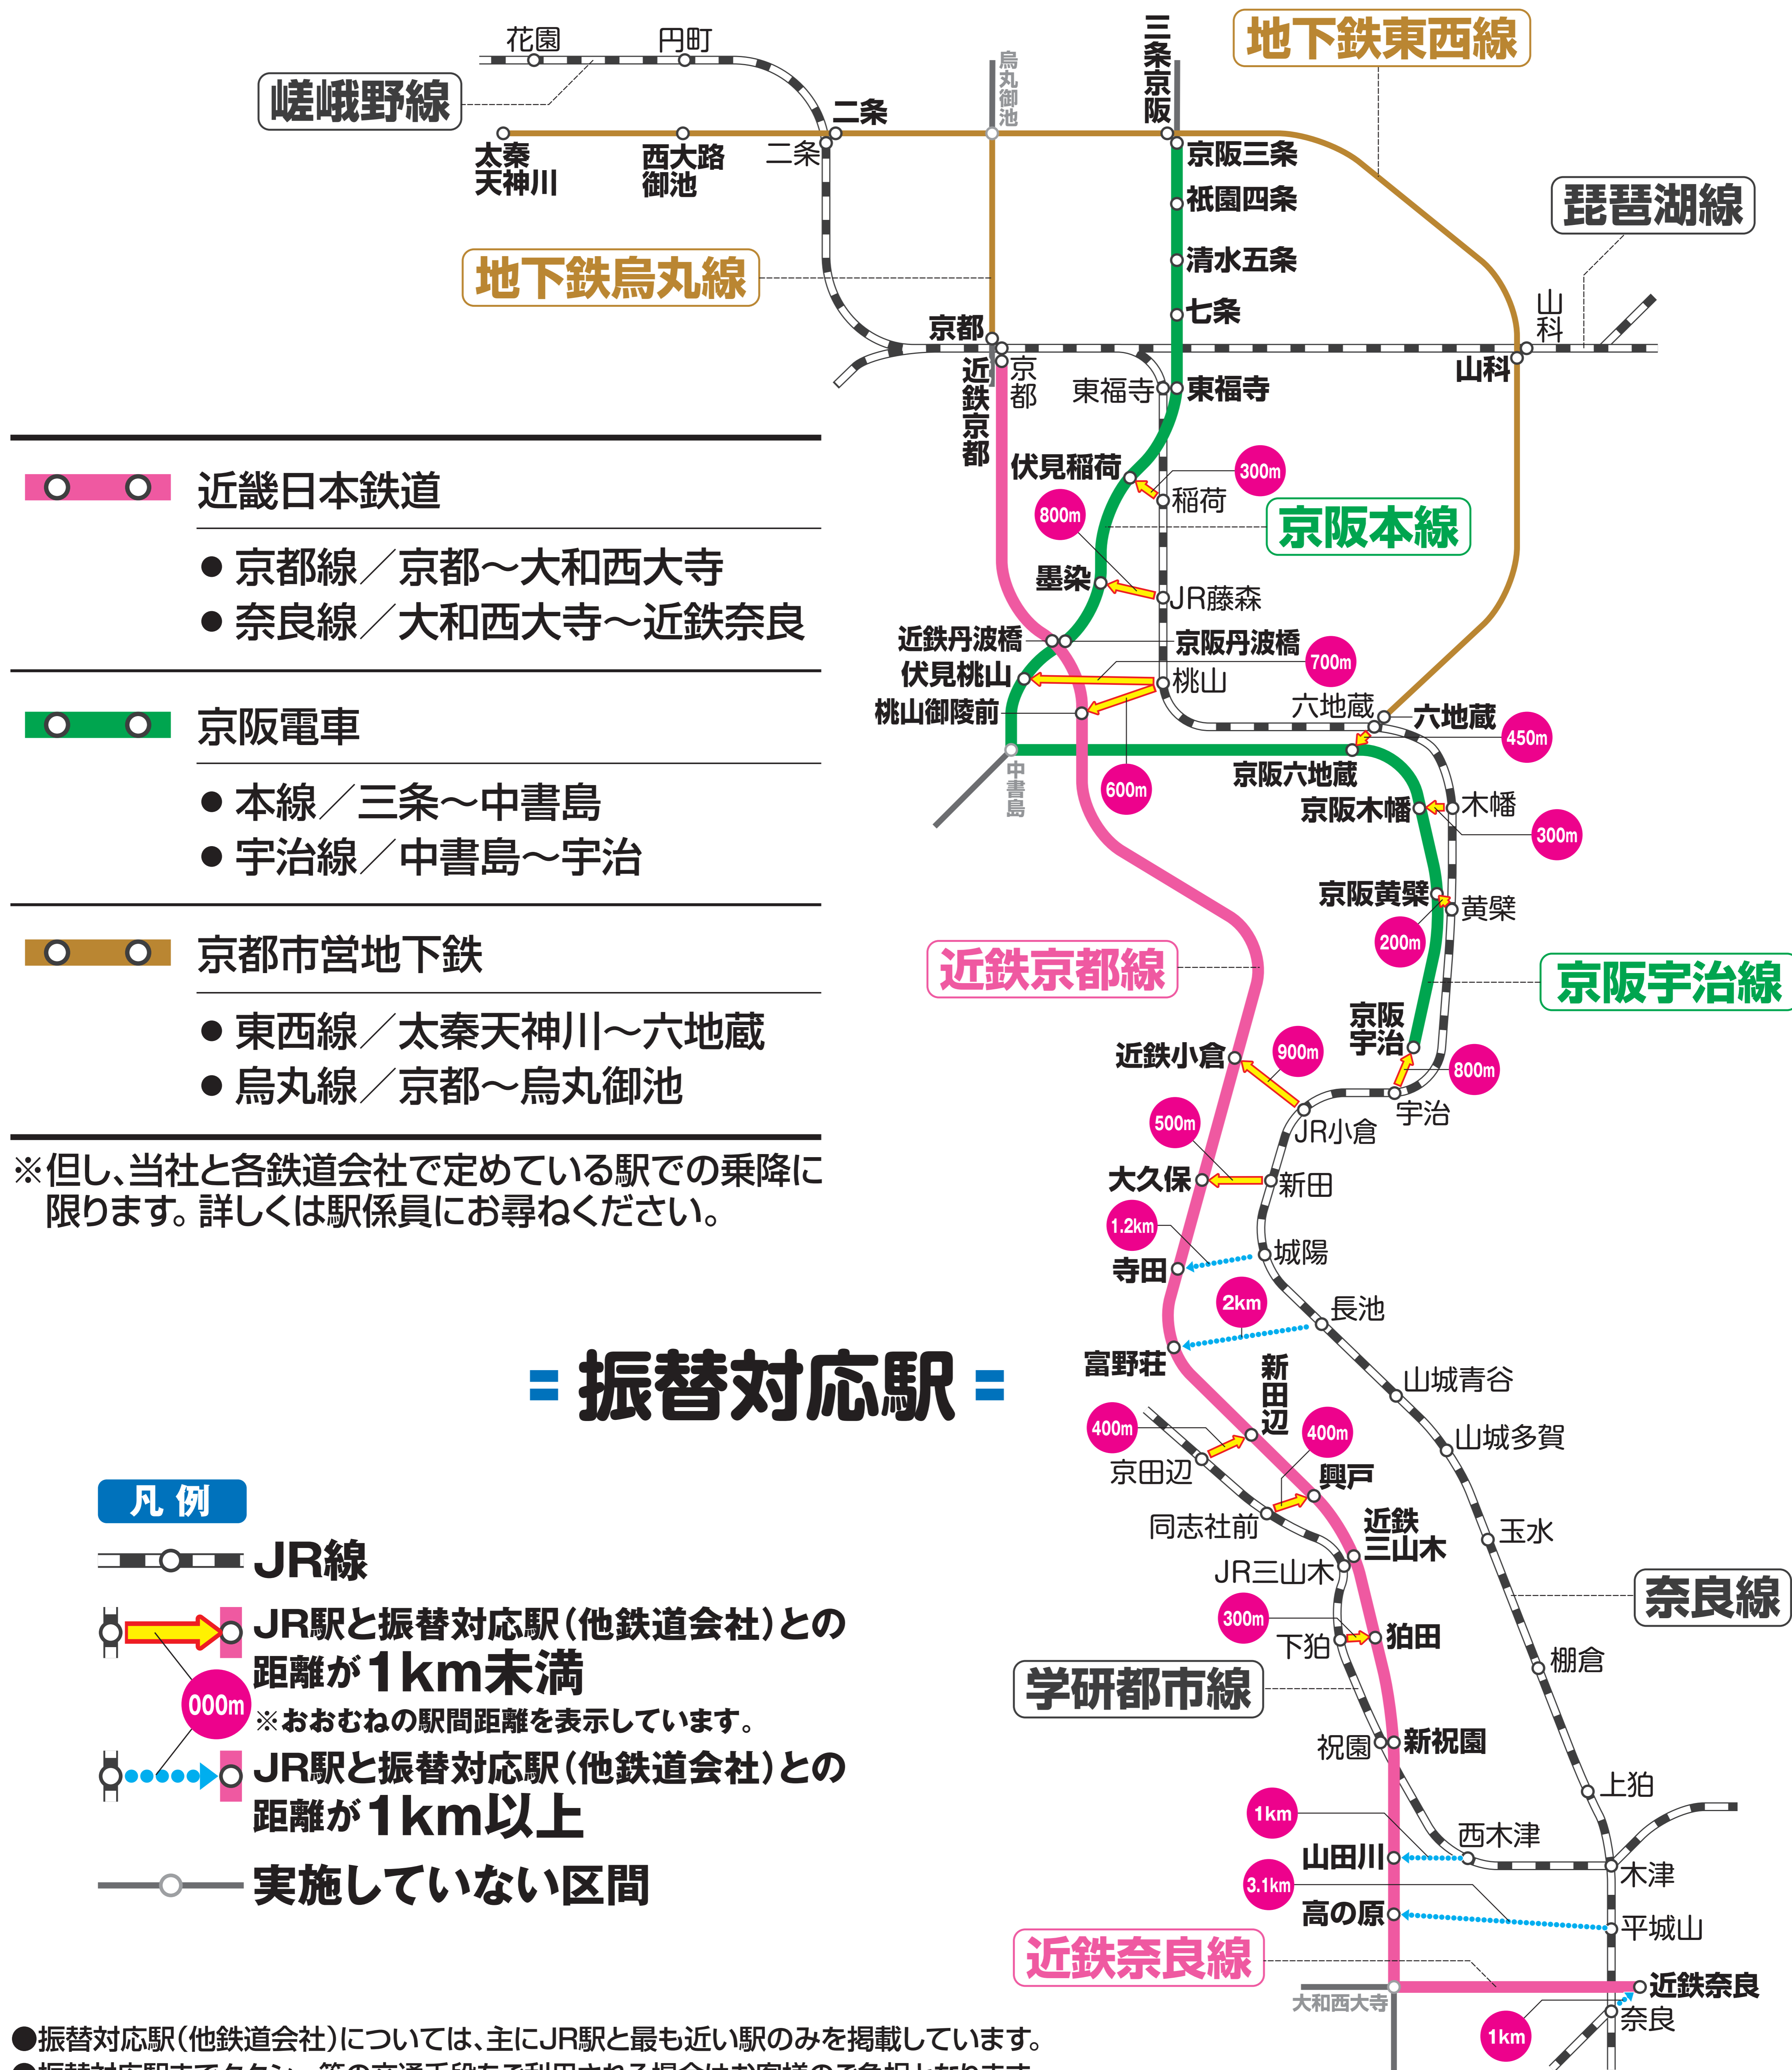 花園
円町
嵯峨野線
烏丸御池
三条京阪
地下鉄東西線
二条
太秦
天神川
西大路
御池
二条
京阪三条
祇園四条
琵琶湖線
清水五条
地下鉄烏丸線
七条
京都
山科
近鉄京都
京都
東福寺
東福寺
山科
伏見稲荷
300m
稲荷
800m
京阪本線
墨染
JR藤森
近鉄丹波橋
京阪丹波橋
700m
伏見桃山
桃山
桃山御陵前
六地蔵
六地蔵
450m
中書島
600m
京阪六地蔵
京阪木幡
木幡
300m
京阪黄檗
黄檗
200m
近鉄京都線
京阪宇治線
京阪
宇治
近鉄小倉
900m
800m
宇治
JR小倉
500m
大久保
新田
1.2km
城陽
寺田
2km
長池
富野荘
新田辺
山城青谷
400m
400m
山城多賀
京田辺
興戸
同志社前
近鉄
三山木
玉水
JR三山木
奈良線
300m
下狛
狛田
棚倉
学研都市線
祝園
新祝園
上狛
1km
西木津
山田川
木津
3.1km
高の原
平城山
近鉄奈良線
大和西大寺
近鉄奈良
奈良
1km
近畿日本鉄道
●京都線／京都〜大和西大寺
●奈良線／大和西大寺〜近鉄奈良
京阪電車
●本線／三条〜中書島
●宇治線／中書島〜宇治
京都市営地下鉄
●東西線／太秦天神川〜六地蔵
●烏丸線／京都〜烏丸御池
※但し、当社と各鉄道会社で定めている駅での乗降に
限ります。詳しくは駅係員にお尋ねください。
=振替対応駅=
凡例
JR線
JR駅と振替対応駅（他鉄道会社）との
距離が1km未満
000m
※おおむねの駅間距離を表示しています。
JR駅と振替対応駅（他鉄道会社）との
距離が1km以上
実施していない区間
●振替対応駅（他鉄道会社）については、主にJR駅と最も近い駅のみを掲載しています。